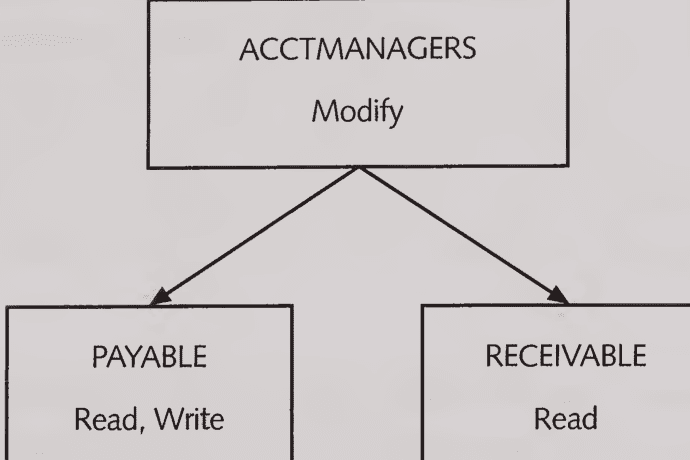 ACCTMANAGERS
Modify
PAYABLE
Read, Write
RECEIVABLE
Read